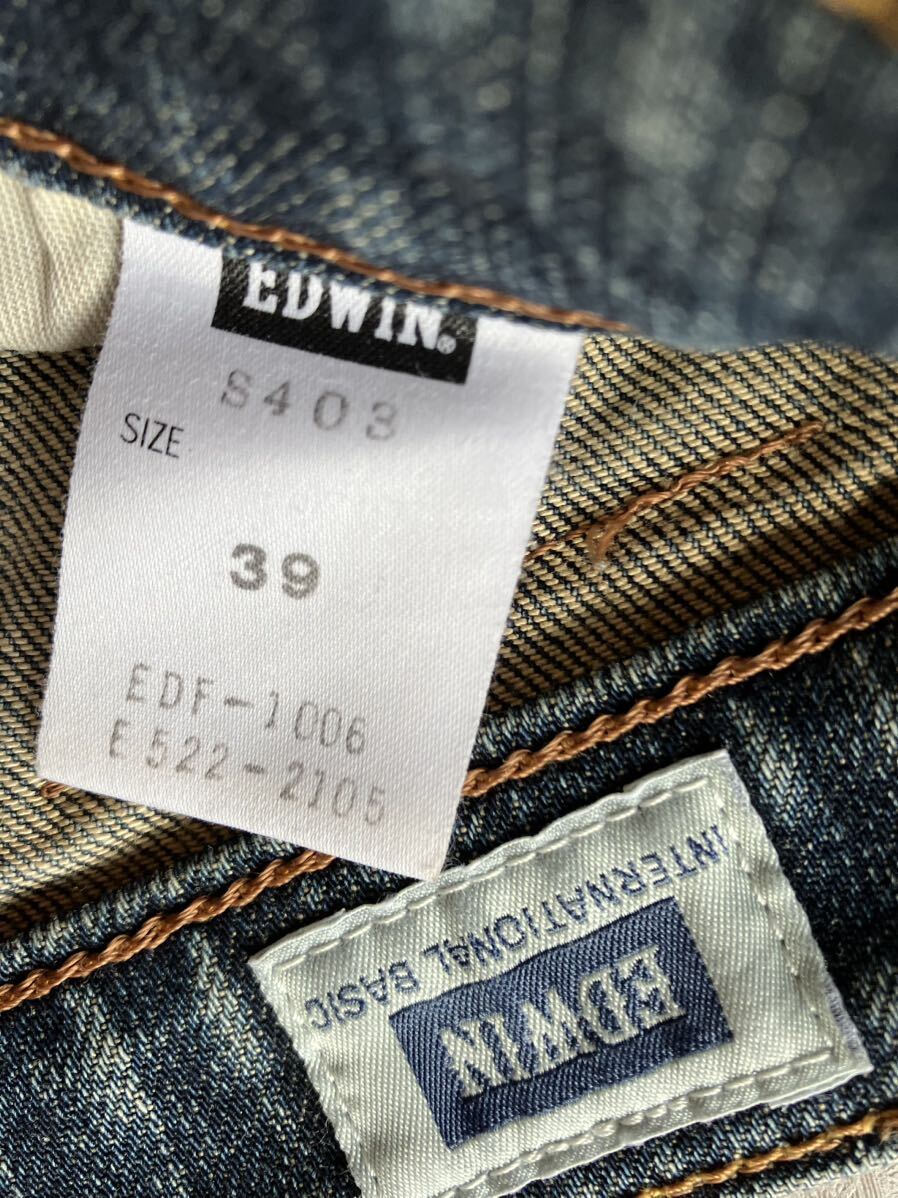 EDWIN®
S403
SIZE
39
EDF-1006
E522-2105
EDWIN
INTERNATIONAL BASIC